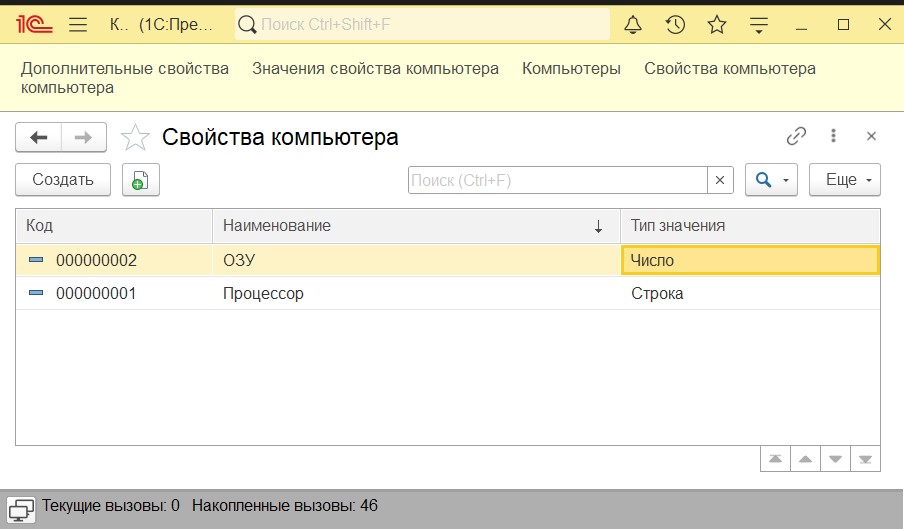 1С К.. (1С:Пре... Поиск Ctrl+Shift+F
Дополнительные свойства компьютера Значения свойства компьютера Компьютеры Свойства компьютера
Свойства компьютера
Создать Поиск (Ctrl+F) Еще
Код Наименование Тип значения
000000002 ОЗУ Число
000000001 Процессор Строка
Текущие вызовы: 0 Накопленные вызовы: 46